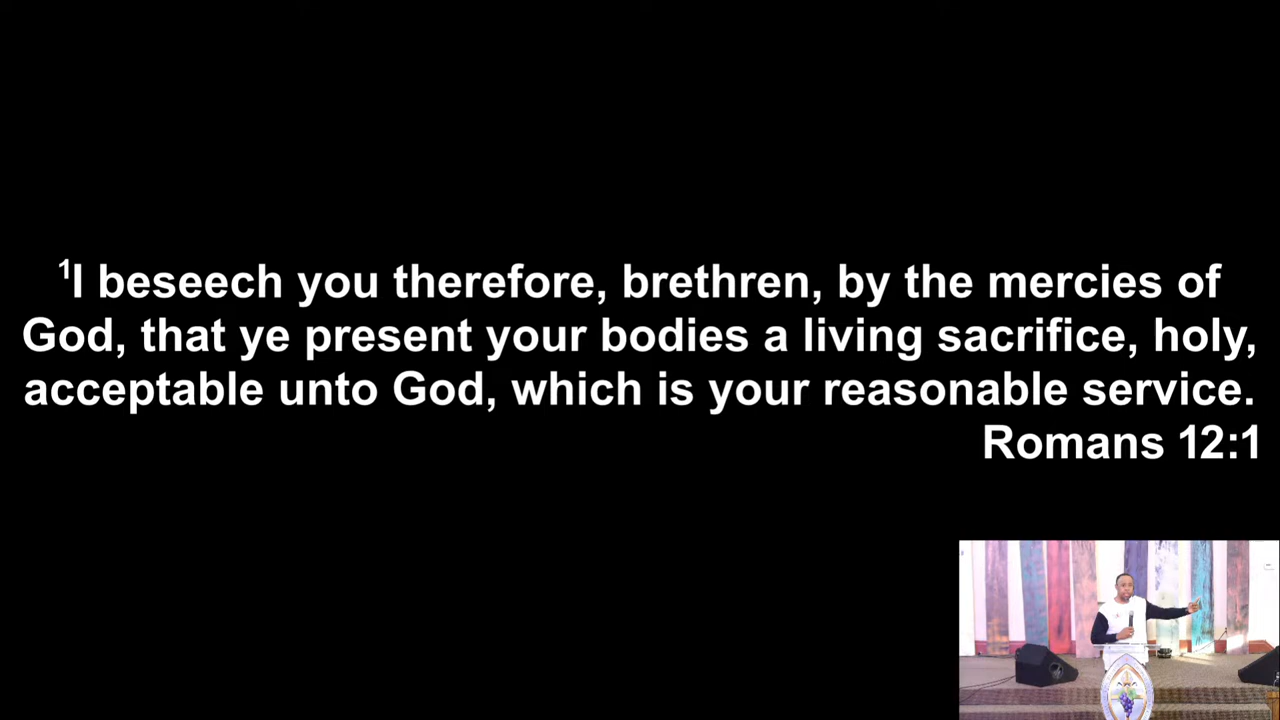 ¹I beseech you therefore, brethren, by the mercies of
God, that ye present your bodies a living sacrifice, holy,
acceptable unto God, which is your reasonable service.
Romans 12:1